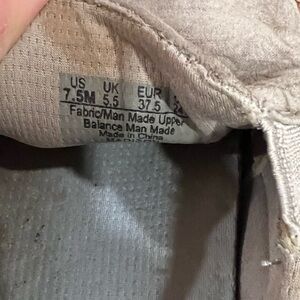 US UK EUR
7.5M 5.5 37.5
Fabric/Man Made Upper
Balance Man Made
Made in China